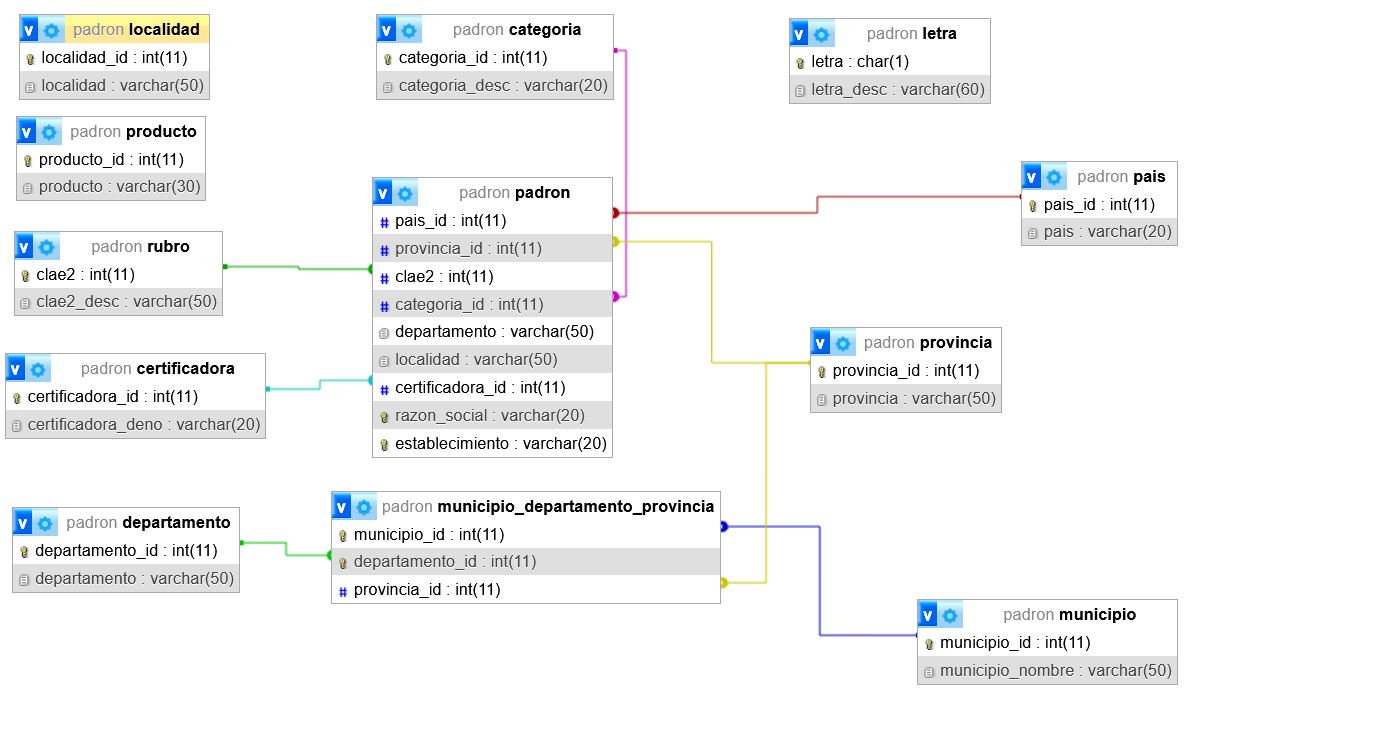 padron localidad
localidad_id : int(11)
localidad : varchar(50)
padron categoria
categoria_id : int(11)
categoria_desc : varchar(20)
padron letra
letra : char(1)
letra_desc : varchar(60)
padron producto
producto_id : int(11)
producto : varchar(30)
padron padron
pais_id : int(11)
provincia_id : int(11)
clae2 : int(11)
categoria_id : int(11)
departamento : varchar(50)
localidad : varchar(50)
certificadora_id : int(11)
razon_social : varchar(20)
establecimiento : varchar(20)
padron pais
pais_id : int(11)
pais : varchar(20)
padron rubro
clae2 : int(11)
clae2_desc : varchar(50)
padron provincia
provincia_id : int(11)
provincia : varchar(50)
padron certificadora
certificadora_id : int(11)
certificadora_deno : varchar(20)
padron municipio_departamento_provincia
municipio_id : int(11)
departamento_id : int(11)
provincia_id : int(11)
padron departamento
departamento_id : int(11)
departamento : varchar(50)
padron municipio
municipio_id : int(11)
municipio_nombre : varchar(50)